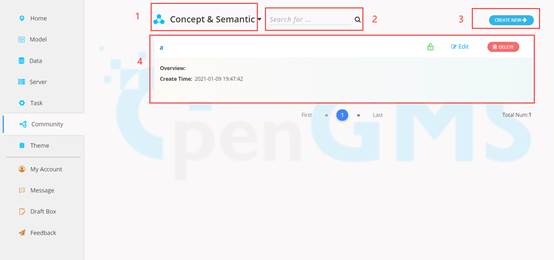 Home
Model
Data
Server
Task
Community
Theme
My Account
Message
Draft Box
Feedback
1
Concept & Semantic
Search for ...
2
3
CREATE NEW
4
a
Edit
DELETE
Overview:
Create Time: 2021-01-09 19:47:42
First « 1 » Last
Total Num:1
OpenGMS